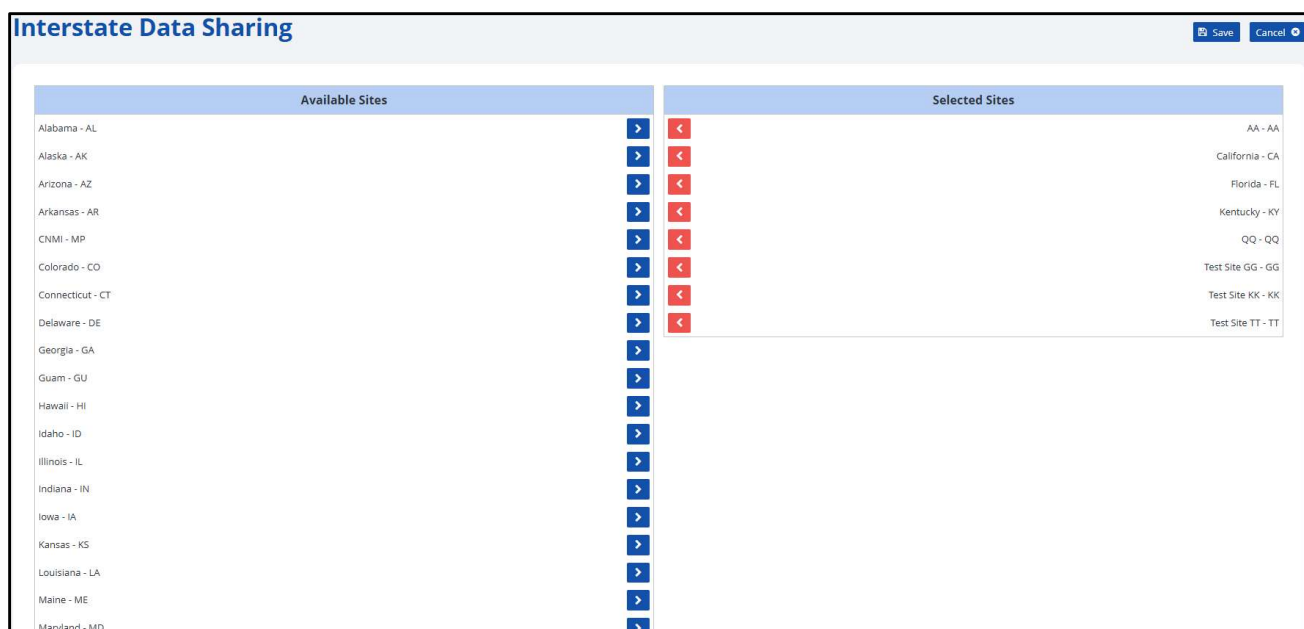 Interstate Data Sharing
Save
Cancel
Available Sites
Alabama - AL
Alaska - AK
Arizona - AZ
Arkansas - AR
CNMI - MP
Colorado - CO
Connecticut - CT
Delaware - DE
Georgia - GA
Guam - GU
Hawaii - HI
Idaho - ID
Illinois - IL
Indiana - IN
Iowa - IA
Kansas - KS
Louisiana - LA
Maine - ME
Maryland - MD
Selected Sites
AA - AA
California - CA
Florida - FL
Kentucky - KY
QQ - QQ
Test Site GG - GG
Test Site KK - KK
Test Site TT - TT